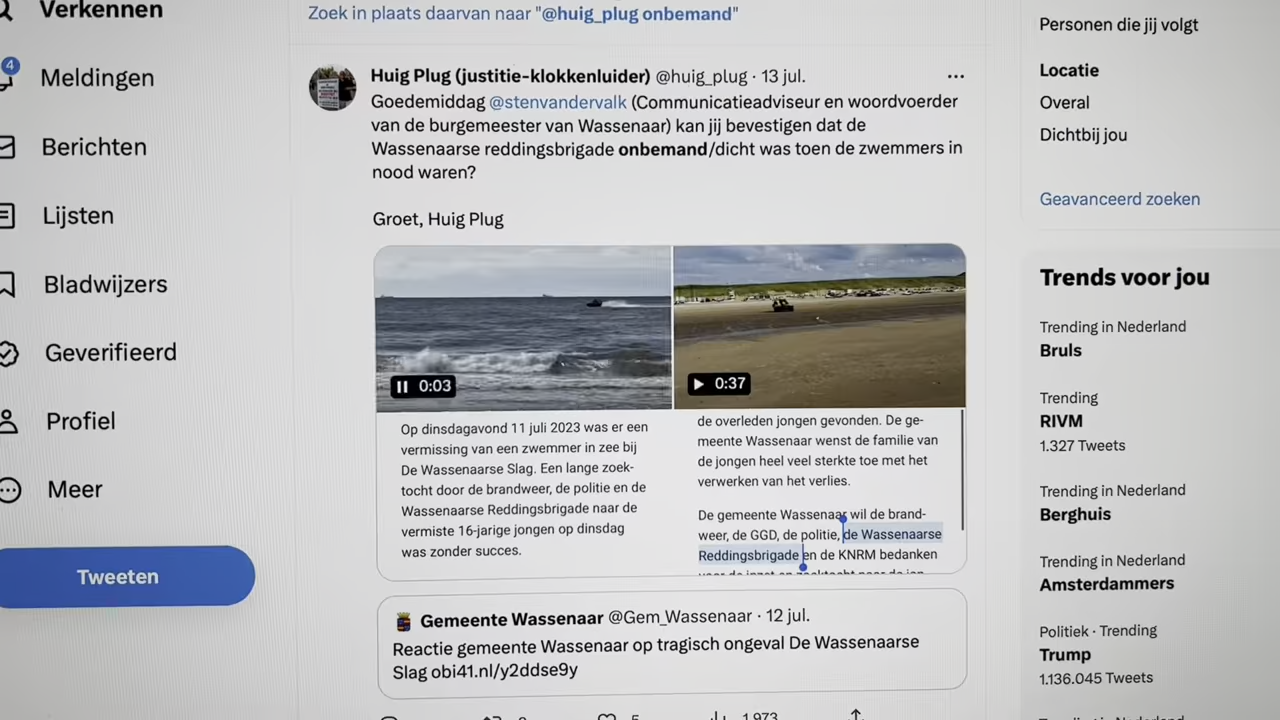 Verkennen
4
Meldingen
Berichten
Lijsten
Bladwijzers
Geverifieerd
Profiel
Meer
Tweeten
Zoek in plaats daarvan naar "@huig_plug onbemand"
Huig Plug (justitie-klokkenluider) @huig_plug · 13 jul.
Goedemiddag @stenvandervalk (Communicatieadviseur en woordvoerder
van de burgemeester van Wassenaar) kan jij bevestigen dat de
Wassenaarse reddingsbrigade onbemand/dicht was toen de zwemmers in
nood waren?
Groet, Huig Plug
0:03
0:37
Op dinsdagavond 11 juli 2023 was er een
vermissing van een zwemmer in zee bij
De Wassenaarse Slag. Een lange zoek-
tocht door de brandweer, de politie en de
Wassenaarse Reddingsbrigade naar de
vermiste 16-jarige jongen op dinsdag
was zonder succes.
de overleden jongen gevonden. De ge-
meente Wassenaar wenst de familie van
de jongen heel veel sterkte toe met het
verwerken van het verlies.
De gemeente Wassenaar wil de brand-
weer, de GGD, de politie, de Wassenaarse
Reddingsbrigade en de KNRM bedanken
Gemeente Wassenaar @Gem_Wassenaar · 12 jul.
Reactie gemeente Wassenaar op tragisch ongeval De Wassenaarse
Slag obi41.nl/y2ddse9y
5
1.973
Personen die jij volgt
Locatie
Overal
Dichtbij jou
Geavanceerd zoeken
Trends voor jou
Trending in Nederland
Bruls
Trending
RIVM
1.327 Tweets
Trending in Nederland
Berghuis
Trending in Nederland
Amsterdammers
Politiek · Trending
Trump
1.136.045 Tweets